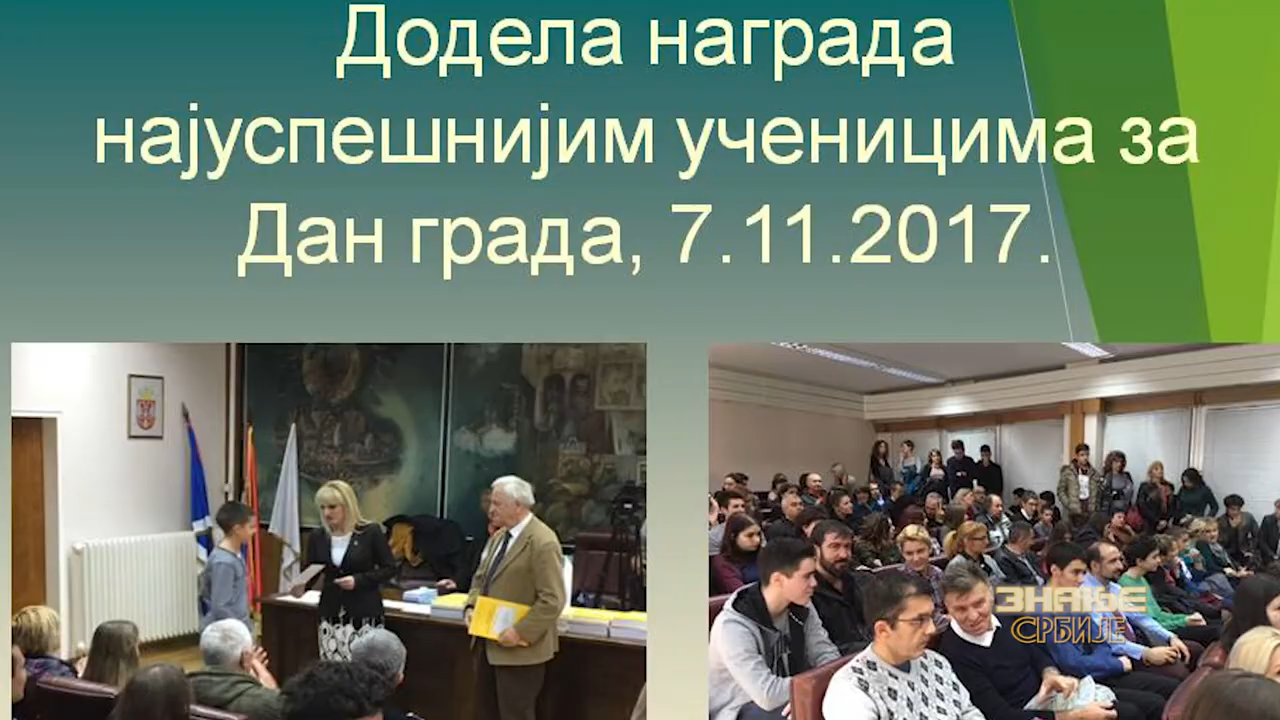 Додела награда
најуспешнијим ученицима за
Дан града, 7.11.2017.
ЗНАЊЕ
СРБИЈЕ